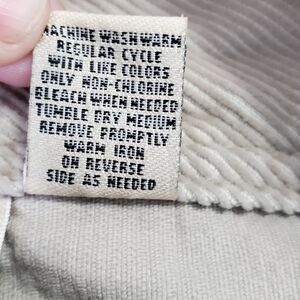 MACHINE WASH WARM
REGULAR CYCLE
WITH LIKE COLORS
ONLY NON-CHLORINE
BLEACH WHEN NEEDED
TUMBLE DRY MEDIUM
REMOVE PROMPTLY
WARM IRON
ON REVERSE
SIDE AS NEEDED